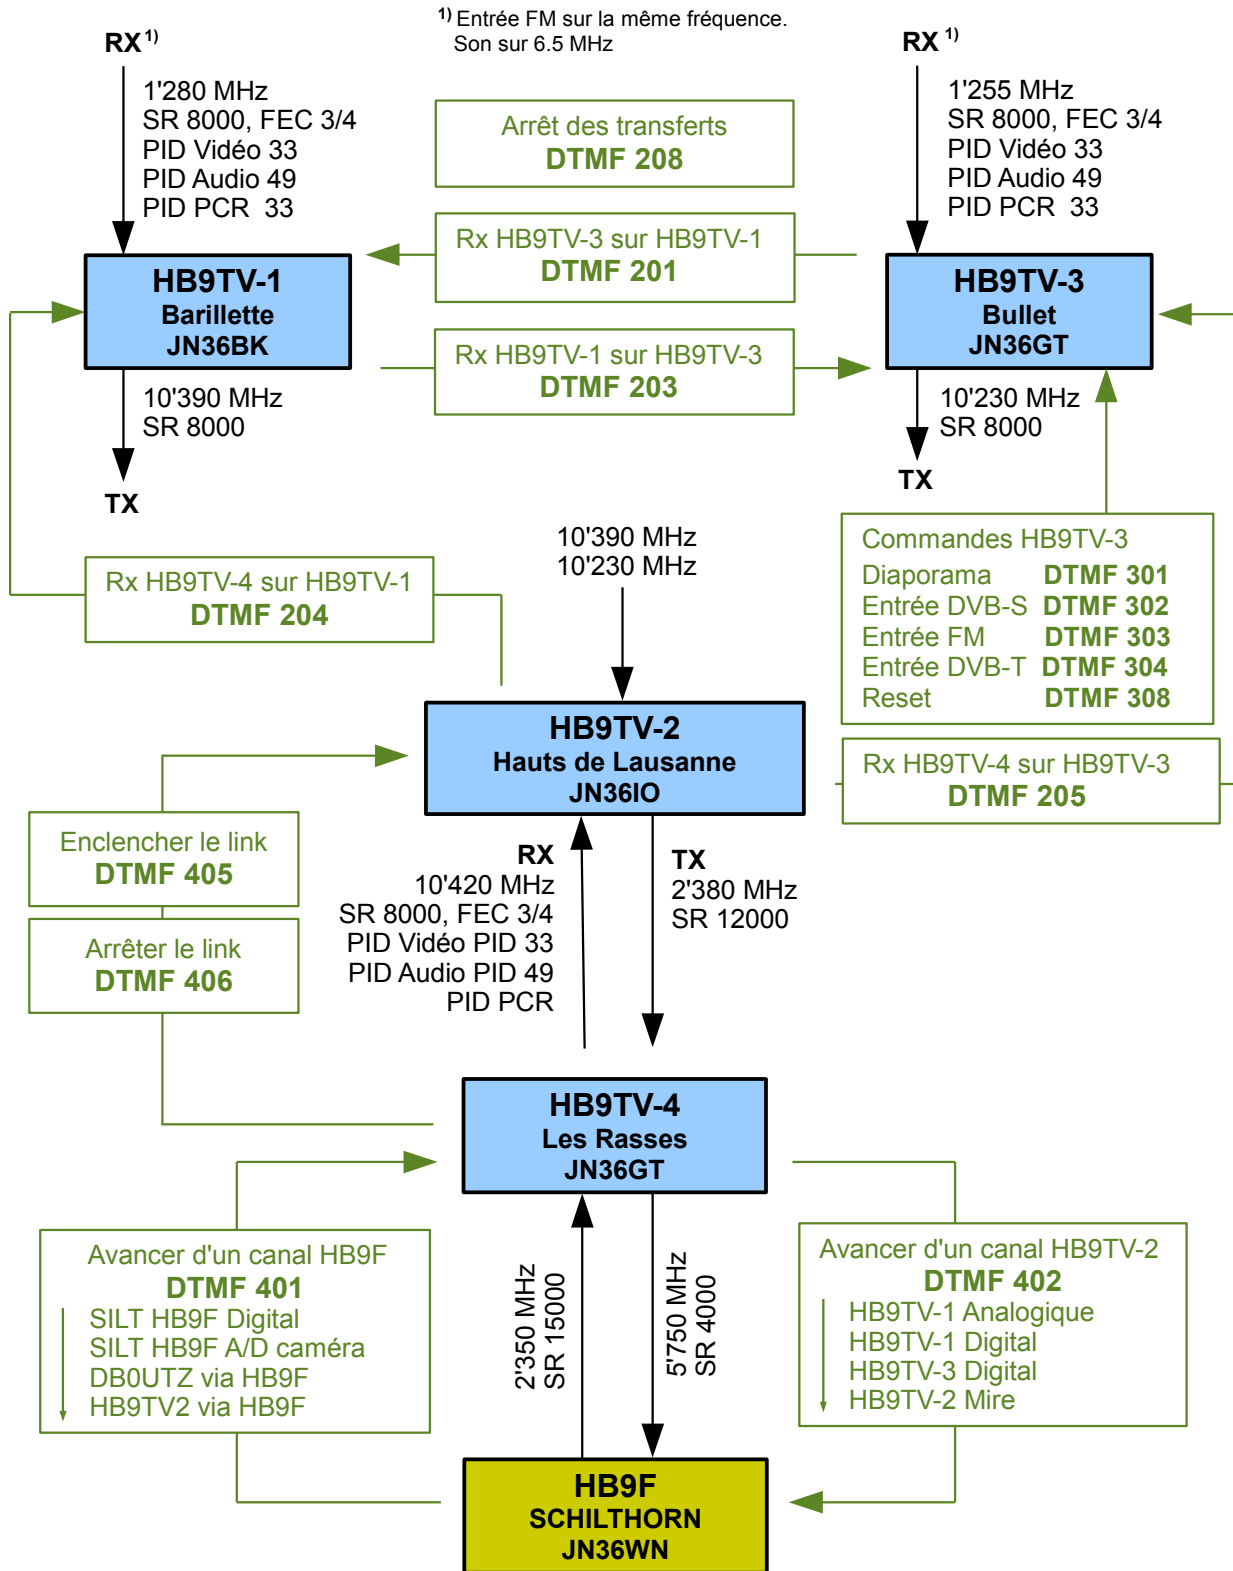 1) Entrée FM sur la même fréquence.
Son sur 6.5 MHz
RX 1)
1'280 MHz
SR 8000, FEC 3/4
PID Vidéo 33
PID Audio 49
PID PCR 33
RX 1)
1'255 MHz
SR 8000, FEC 3/4
PID Vidéo 33
PID Audio 49
PID PCR 33
Arrêt des transferts
DTMF 208
Rx HB9TV-3 sur HB9TV-1
DTMF 201
Rx HB9TV-1 sur HB9TV-3
DTMF 203
HB9TV-1
Barillette
JN36BK
HB9TV-3
Bullet
JN36GT
10'390 MHz
SR 8000
TX
10'230 MHz
SR 8000
TX
10'390 MHz
10'230 MHz
Rx HB9TV-4 sur HB9TV-1
DTMF 204
Commandes HB9TV-3
Diaporama DTMF 301
Entrée DVB-S DTMF 302
Entrée FM DTMF 303
Entrée DVB-T DTMF 304
Reset DTMF 308
HB9TV-2
Hauts de Lausanne
JN36IO
Rx HB9TV-4 sur HB9TV-3
DTMF 205
Enclencher le link
DTMF 405
Arrêter le link
DTMF 406
RX
10'420 MHz
SR 8000, FEC 3/4
PID Vidéo PID 33
PID Audio PID 49
PID PCR
TX
2'380 MHz
SR 12000
HB9TV-4
Les Rasses
JN36GT
Avancer d'un canal HB9F
DTMF 401
SILT HB9F Digital
SILT HB9F A/D caméra
DB0UTZ via HB9F
HB9TV2 via HB9F
2'350 MHz
SR 15000
5'750 MHz
SR 4000
Avancer d'un canal HB9TV-2
DTMF 402
HB9TV-1 Analogique
HB9TV-1 Digital
HB9TV-3 Digital
HB9TV-2 Mire
HB9F
SCHILTHORN
JN36WN